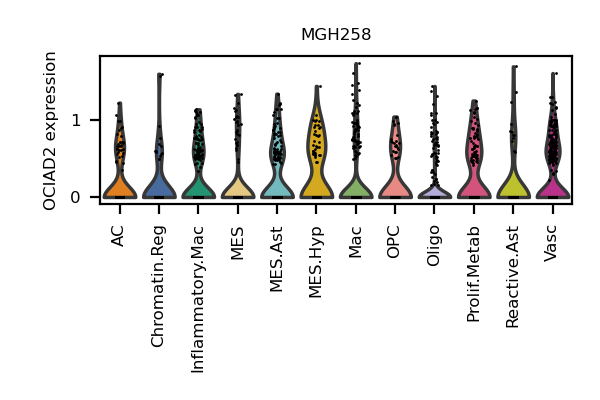 MGH258
OCIAD2 expression
1
0
AC
Chromatin.Reg
Inflammatory.Mac
MES
MES.Ast
MES.Hyp
Mac
OPC
Oligo
Prolif.Metab
Reactive.Ast
Vasc